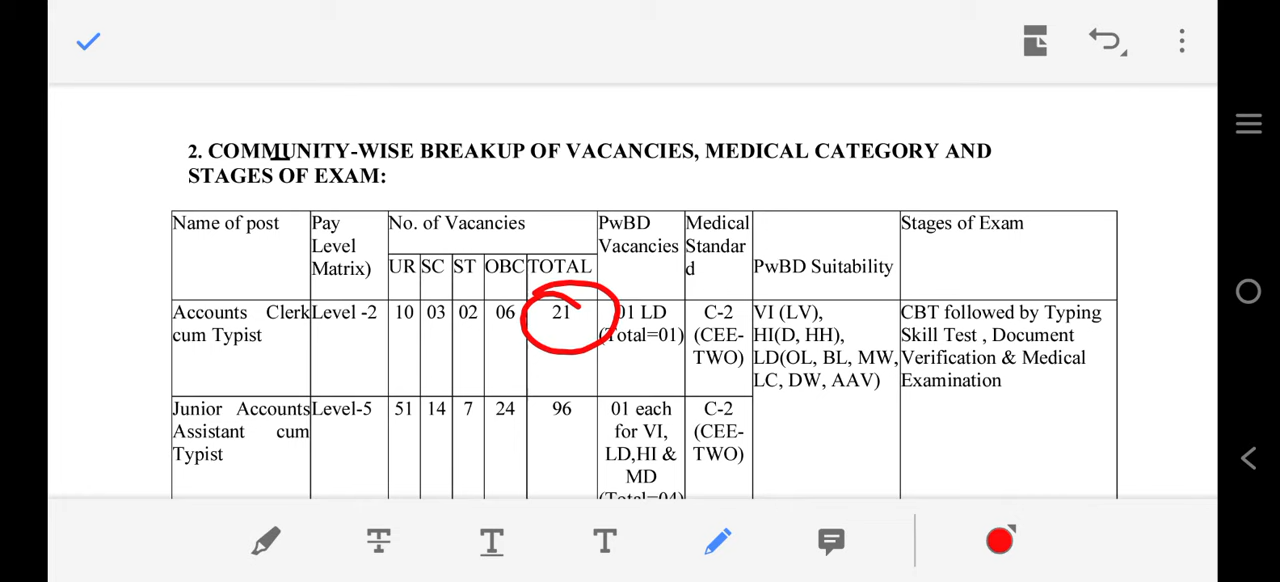 2. COMMUNITY-WISE BREAKUP OF VACANCIES, MEDICAL CATEGORY AND
STAGES OF EXAM:
Name of post
Pay
Level
Matrix)
No. of Vacancies
UR SC ST OBC TOTAL
PwBD
Vacancies
Medical
Standar
d
PwBD Suitability
Stages of Exam
Accounts Clerk
cum Typist
Level -2
10 03 02 06 21
01 LD
(Total=01)
C-2
(CEE-
TWO)
VI (LV),
HI(D, HH),
LD(OL, BL, MW,
LC, DW, AAV)
CBT followed by Typing
Skill Test , Document
Verification & Medical
Examination
Junior Accounts
Assistant cum
Typist
Level-5
51 14 7 24 96
01 each
for VI,
LD,HI &
MD
(Total=04)
C-2
(CEE-
TWO)